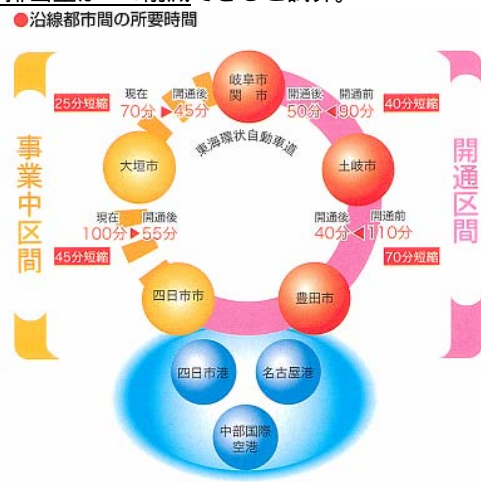 ●沿線都市間の所要時間
岐阜市
関 市
現在 開通後
70分▶45分
25分短縮
開通後 開通前
50分◀90分
40分短縮
東海環状自動車道
大垣市
土岐市
事業中区間
開通区間
現在 開通後
100分▶55分
45分短縮
開通後 開通前
40分◀110分
70分短縮
四日市市
豊田市
四日市港
名古屋港
中部国際
空港